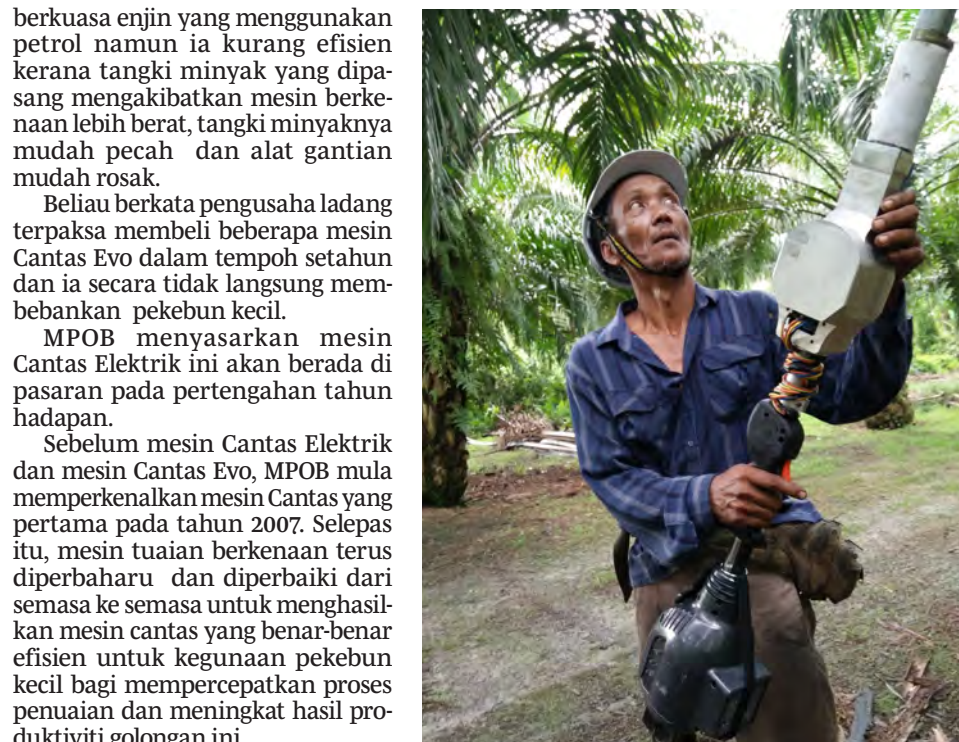 berkuasa enjin yang menggunakan
petrol namun ia kurang efisien
kerana tangki minyak yang dipa-
sang mengakibatkan mesin berke-
naan lebih berat, tangki minyaknya
mudah pecah dan alat gantian
mudah rosak.
Beliau berkata pengusaha ladang
terpaksa membeli beberapa mesin
Cantas Evo dalam tempoh setahun
dan ia secara tidak langsung mem-
bebankan pekebun kecil.
MPOB menyasarkan mesin
Cantas Elektrik ini akan berada di
pasaran pada pertengahan tahun
hadapan.
Sebelum mesin Cantas Elektrik
dan mesin Cantas Evo, MPOB mula
memperkenalkan mesin Cantas yang
pertama pada tahun 2007. Selepas
itu, mesin tuaian berkenaan terus
diperbaharu dan diperbaiki dari
semasa ke semasa untuk menghasil-
kan mesin cantas yang benar-benar
efisien untuk kegunaan pekebun
kecil bagi mempercepatkan proses
penuaian dan meningkat hasil pro-
duktiviti golongan ini.